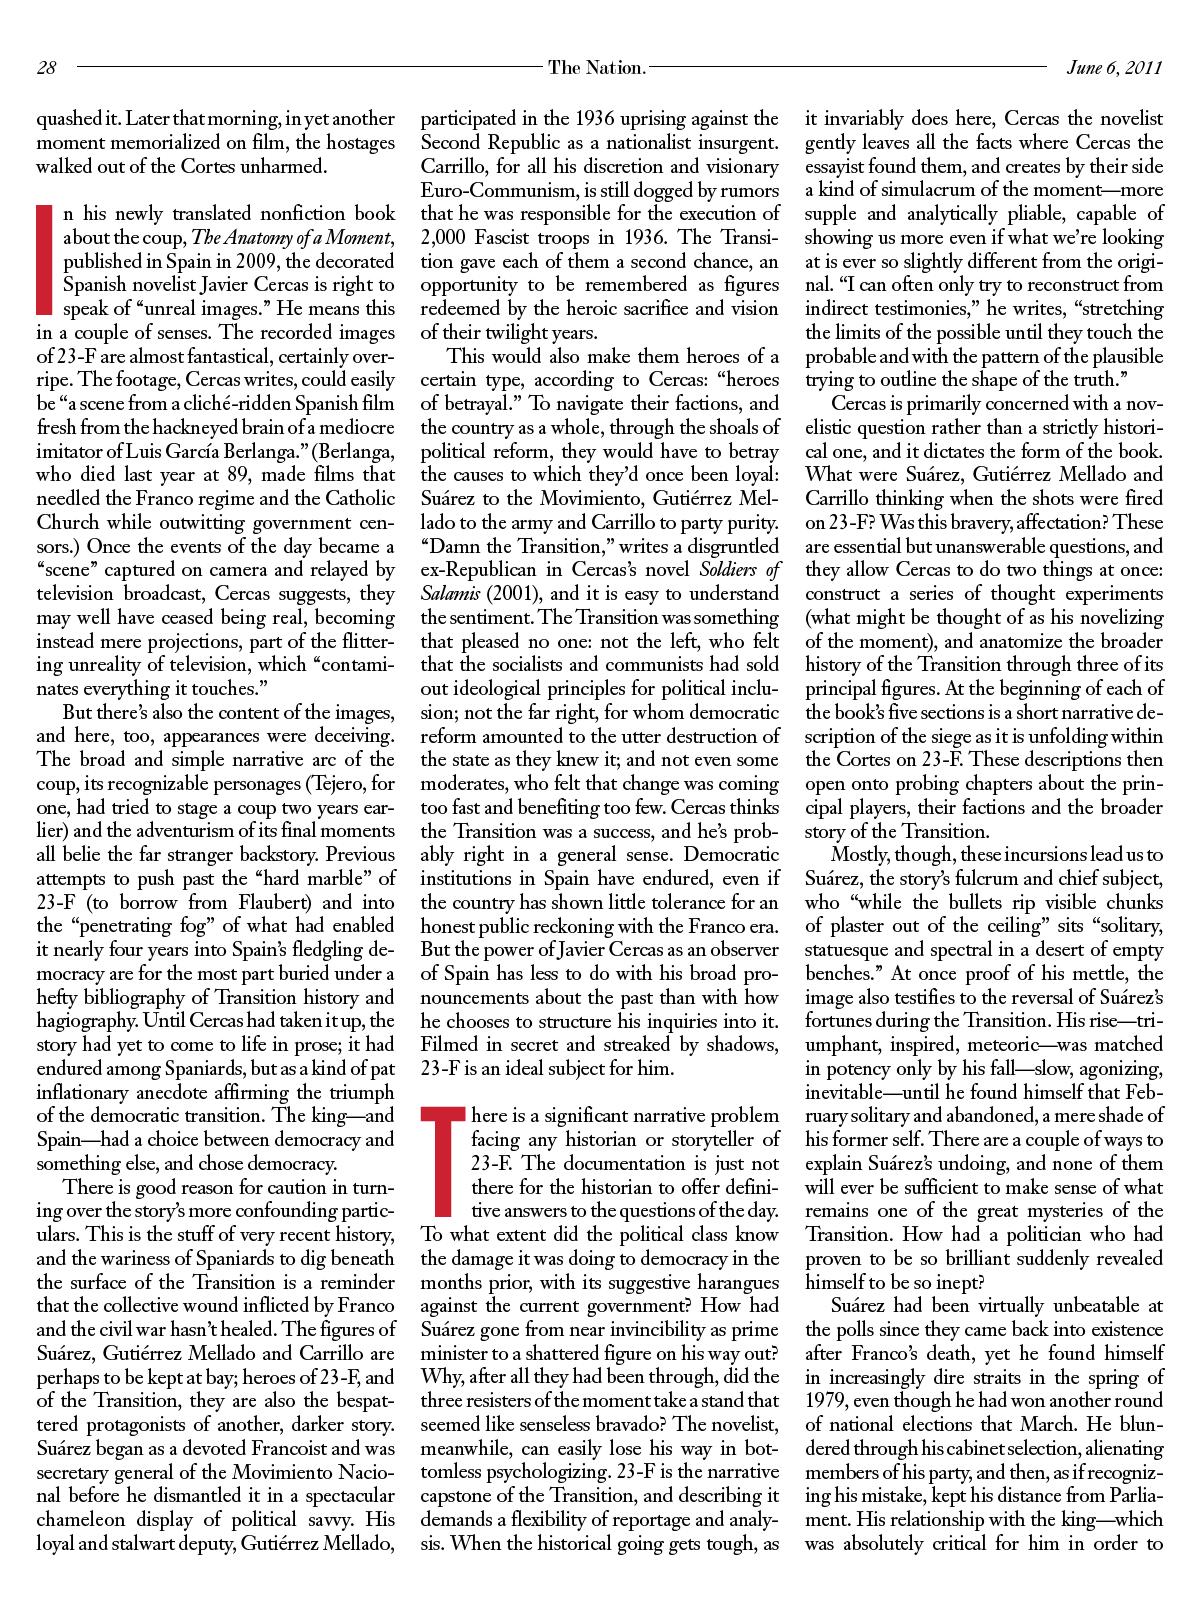 28
The Nation.
June 6, 2011
quashed it. Later that morning, in yet another
moment memorialized on film, the hostages
walked out of the Cortes unharmed.
In his newly translated nonfiction book
about the coup, The Anatomy of a Moment,
published in Spain in 2009, the decorated
Spanish novelist Javier Cercas is right to
speak of “unreal images.” He means this
in a couple of senses. The recorded images
of 23-F are almost fantastical, certainly over-
ripe. The footage, Cercas writes, could easily
be “a scene from a cliché-ridden Spanish film
fresh from the hackneyed brain of a mediocre
imitator of Luis García Berlanga.” (Berlanga,
who died last year at 89, made films that
needled the Franco regime and the Catholic
Church while outwitting government cen-
sors.) Once the events of the day became a
“scene” captured on camera and relayed by
television broadcast, Cercas suggests, they
may well have ceased being real, becoming
instead mere projections, part of the flitter-
ing unreality of television, which “contami-
nates everything it touches.”
But there’s also the content of the images,
and here, too, appearances were deceiving.
The broad and simple narrative arc of the
coup, its recognizable personages (Tejero, for
one, had tried to stage a coup two years ear-
lier) and the adventurism of its final moments
all belie the far stranger backstory. Previous
attempts to push past the “hard marble” of
23-F (to borrow from Flaubert) and into
the “penetrating fog” of what had enabled
it nearly four years into Spain’s fledgling de-
mocracy are for the most part buried under a
hefty bibliography of Transition history and
hagiography. Until Cercas had taken it up, the
story had yet to come to life in prose; it had
endured among Spaniards, but as a kind of pat
inflationary anecdote affirming the triumph
of the democratic transition. The king—and
Spain—had a choice between democracy and
something else, and chose democracy.
There is good reason for caution in turn-
ing over the story’s more confounding partic-
ulars. This is the stuff of very recent history,
and the wariness of Spaniards to dig beneath
the surface of the Transition is a reminder
that the collective wound inflicted by Franco
and the civil war hasn’t healed. The figures of
Suárez, Gutiérrez Mellado and Carrillo are
perhaps to be kept at bay; heroes of 23-F, and
of the Transition, they are also the bespat-
tered protagonists of another, darker story.
Suárez began as a devoted Francoist and was
secretary general of the Movimiento Nacio-
nal before he dismantled it in a spectacular
chameleon display of political savvy. His
loyal and stalwart deputy, Gutiérrez Mellado,
participated in the 1936 uprising against the
Second Republic as a nationalist insurgent.
Carrillo, for all his discretion and visionary
Euro-Communism, is still dogged by rumors
that he was responsible for the execution of
2,000 Fascist troops in 1936. The Transi-
tion gave each of them a second chance, an
opportunity to be remembered as figures
redeemed by the heroic sacrifice and vision
of their twilight years.
This would also make them heroes of a
certain type, according to Cercas: “heroes
of betrayal.” To navigate their factions, and
the country as a whole, through the shoals of
political reform, they would have to betray
the causes to which they’d once been loyal:
Suárez to the Movimiento, Gutiérrez Mel-
lado to the army and Carrillo to party purity.
“Damn the Transition,” writes a disgruntled
ex-Republican in Cercas’s novel Soldiers of
Salamis (2001), and it is easy to understand
the sentiment. The Transition was something
that pleased no one: not the left, who felt
that the socialists and communists had sold
out ideological principles for political inclu-
sion; not the far right, for whom democratic
reform amounted to the utter destruction of
the state as they knew it; and not even some
moderates, who felt that change was coming
too fast and benefiting too few. Cercas thinks
the Transition was a success, and he’s prob-
ably right in a general sense. Democratic
institutions in Spain have endured, even if
the country has shown little tolerance for an
honest public reckoning with the Franco era.
But the power of Javier Cercas as an observer
of Spain has less to do with his broad pro-
nouncements about the past than with how
he chooses to structure his inquiries into it.
Filmed in secret and streaked by shadows,
23-F is an ideal subject for him.
There is a significant narrative problem
facing any historian or storyteller of
23-F. The documentation is just not
there for the historian to offer defini-
tive answers to the questions of the day.
To what extent did the political class know
the damage it was doing to democracy in the
months prior, with its suggestive harangues
against the current government? How had
Suárez gone from near invincibility as prime
minister to a shattered figure on his way out?
Why, after all they had been through, did the
three resisters of the moment take a stand that
seemed like senseless bravado? The novelist,
meanwhile, can easily lose his way in bot-
tomless psychologizing. 23-F is the narrative
capstone of the Transition, and describing it
demands a flexibility of reportage and analy-
sis. When the historical going gets tough, as
it invariably does here, Cercas the novelist
gently leaves all the facts where Cercas the
essayist found them, and creates by their side
a kind of simulacrum of the moment—more
supple and analytically pliable, capable of
showing us more even if what we’re looking
at is ever so slightly different from the origi-
nal. “I can often only try to reconstruct from
indirect testimonies,” he writes, “stretching
the limits of the possible until they touch the
probable and with the pattern of the plausible
trying to outline the shape of the truth.”
Cercas is primarily concerned with a nov-
elistic question rather than a strictly histori-
cal one, and it dictates the form of the book.
What were Suárez, Gutiérrez Mellado and
Carrillo thinking when the shots were fired
on 23-F? Was this bravery, affectation? These
are essential but unanswerable questions, and
they allow Cercas to do two things at once:
construct a series of thought experiments
(what might be thought of as his novelizing
of the moment), and anatomize the broader
history of the Transition through three of its
principal figures. At the beginning of each of
the book’s five sections is a short narrative de-
scription of the siege as it is unfolding within
the Cortes on 23-F. These descriptions then
open onto probing chapters about the prin-
cipal players, their factions and the broader
story of the Transition.
Mostly, though, these incursions lead us to
Suárez, the story’s fulcrum and chief subject,
who “while the bullets rip visible chunks
of plaster out of the ceiling” sits “solitary,
statuesque and spectral in a desert of empty
benches.” At once proof of his mettle, the
image also testifies to the reversal of Suárez’s
fortunes during the Transition. His rise—tri-
umphant, inspired, meteoric—was matched
in potency only by his fall—slow, agonizing,
inevitable—until he found himself that Feb-
ruary solitary and abandoned, a mere shade of
his former self. There are a couple of ways to
explain Suárez’s undoing, and none of them
will ever be sufficient to make sense of what
remains one of the great mysteries of the
Transition. How had a politician who had
proven to be so brilliant suddenly revealed
himself to be so inept?
Suárez had been virtually unbeatable at
the polls since they came back into existence
after Franco’s death, yet he found himself
in increasingly dire straits in the spring of
1979, even though he had won another round
of national elections that March. He blun-
dered through his cabinet selection, alienating
members of his party, and then, as if recogniz-
ing his mistake, kept his distance from Parlia-
ment. His relationship with the king—which
was absolutely critical for him in order to